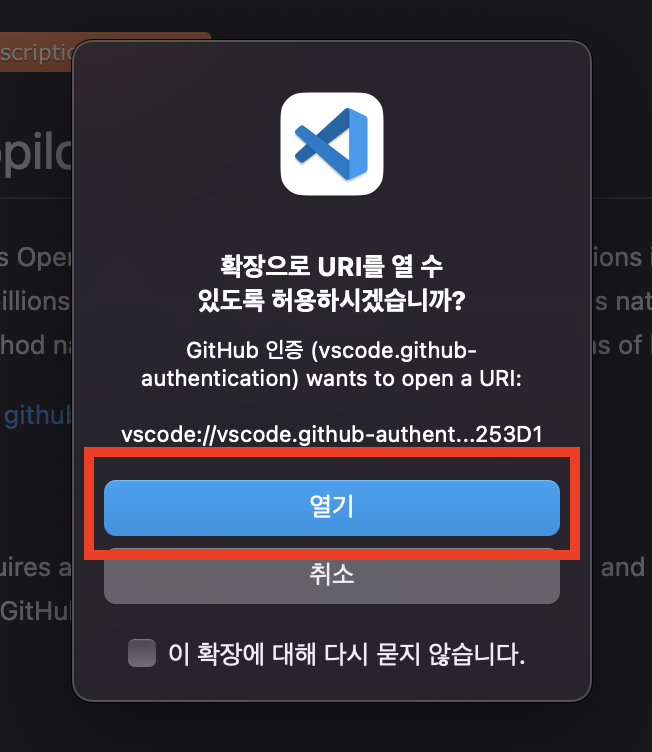 scriptio
opilo
확장으로 URI를 열 수
있도록 허용하시겠습니까?
s Open
ions i
GitHub 인증 (vscode.github-
authentication) wants to open a URI:
illions
s nat
hod na
ns of l
github
vscode://vscode.github-authent...253D1
열기
취소
uires a
and
GitHub
이 확장에 대해 다시 묻지 않습니다.